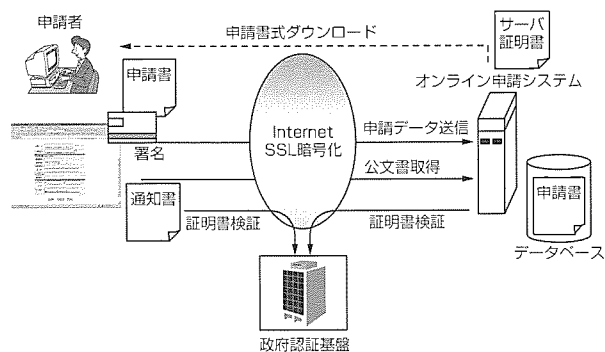 申請者
申請書式ダウンロード
サーバ
証明書
申請書
オンライン申請システム
Internet
SSL暗号化
申請データ送信
署名
公文書取得
通知書
申請書
証明書検証
証明書検証
データベース
政府認証基盤